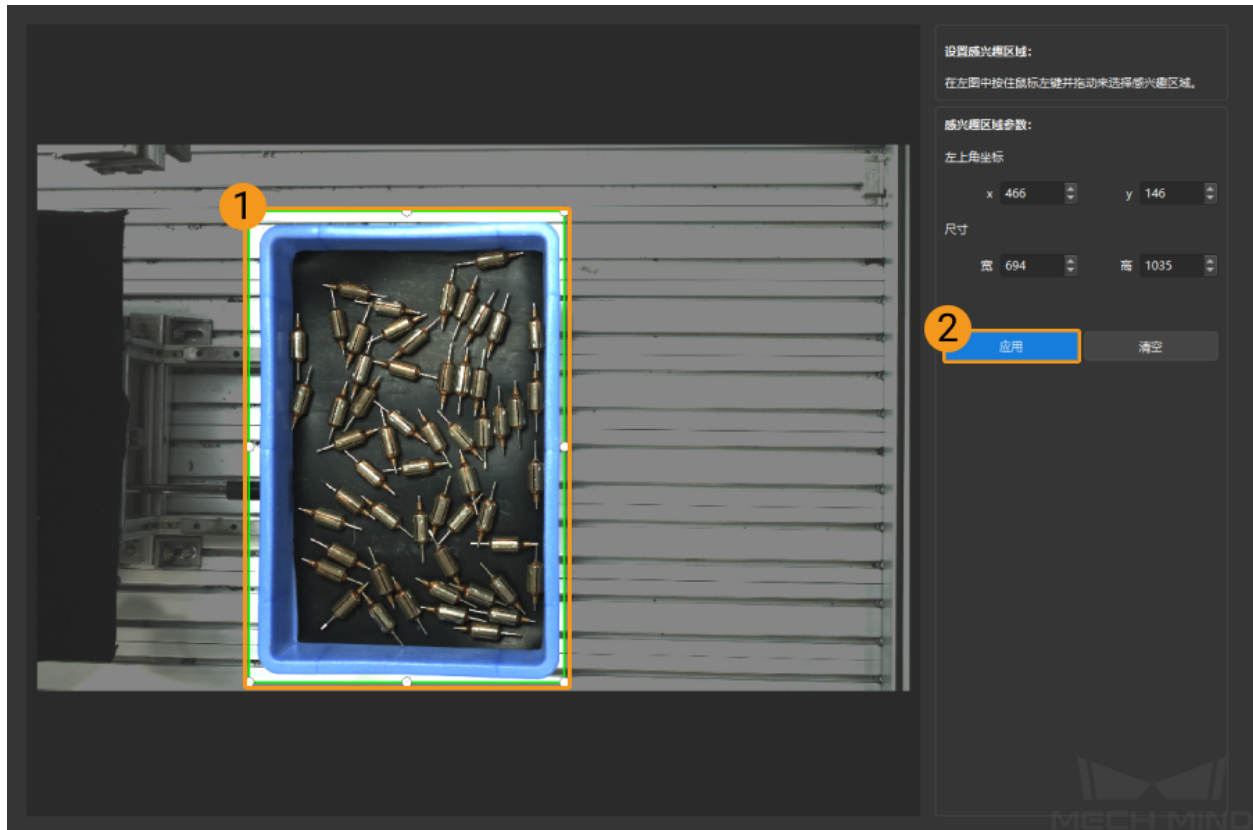 设置感兴趣区域：
在左图中按住鼠标左键并拖动来选择感兴趣区域。
感兴趣区域参数：
左上角坐标
x 466 y 146
尺寸
宽 694 高 1035
应用 清空
1
2
MECH MIND